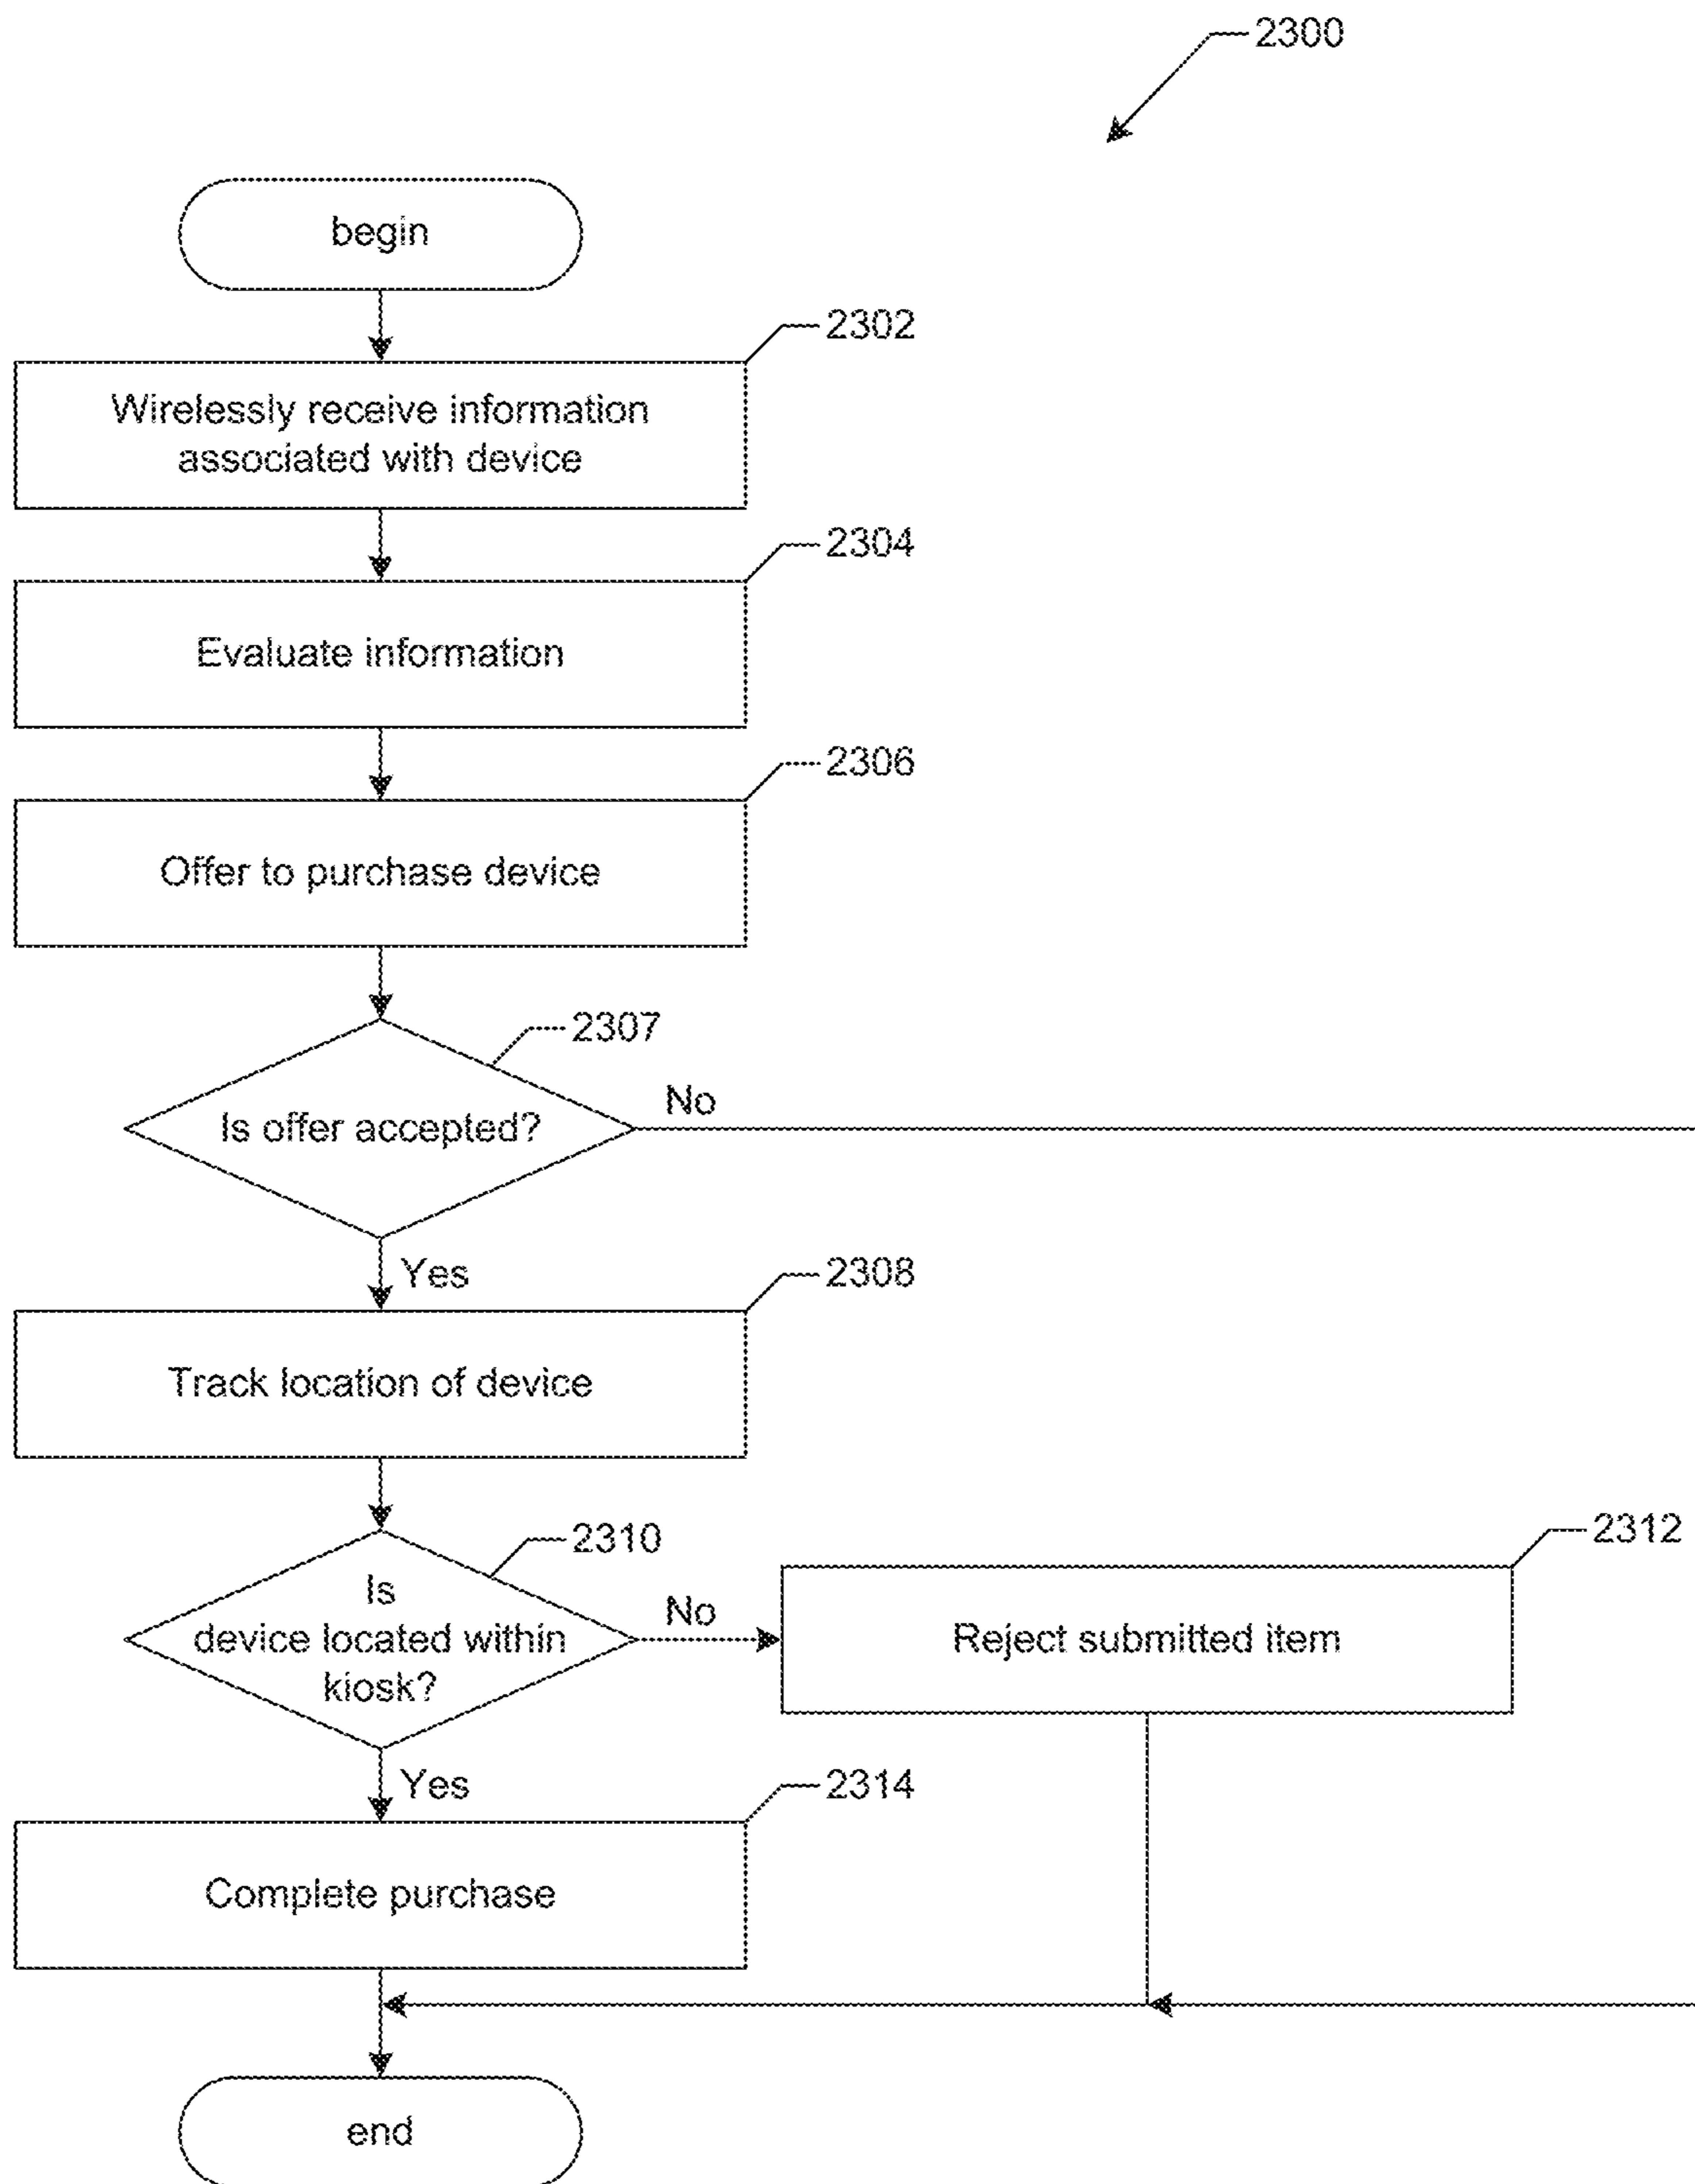 2300
begin
2302
Wirelessly receive information
associated with device
2304
Evaluate information
2306
Offer to purchase device
2307
Is offer accepted?
No
Yes
2308
Track location of device
2310
Is
device located within
kiosk?
No
2312
Reject submitted item
Yes
2314
Complete purchase
end